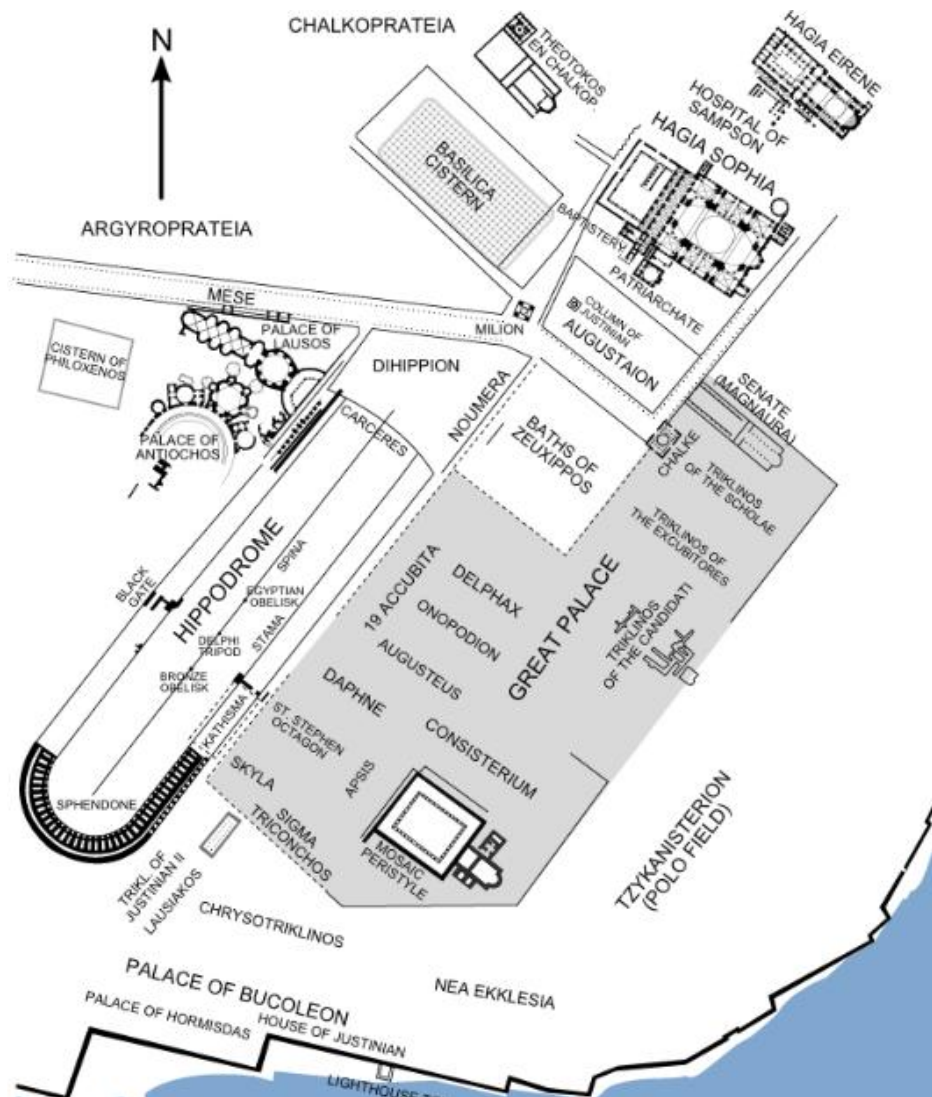 CHALKOPRATEIA
N
THEOTOKOS
EN CHALKOP.
HAGIA EIRENE
HOSPITAL OF
SAMPSON
HAGIA SOPHIA
BASILICA
CISTERN
ARGYROPRATEIA
BAPTISTERY
PATRIARCHATE
MESE
MILION
COLUMN OF
JUSTINIAN
AUGUSTAION
PALACE OF
LAUSOS
CISTERN OF
PHILOXENOS
DIHIPPION
NOUMERA
SENATE
(MAGNAURA)
CARCERES
PALACE OF
ANTIOCHOS
BATHS OF
ZEUXIPPOS
CHALKE
TRIKLINOS
OF THE SCHOLAE
TRIKLINOS OF
THE EXCUBITORES
HIPPODROME
SPINA
BLACK
GATE
EGYPTIAN
OBELISK
STAMA
DELPHI
TRIPOD
BRONZE
OBELISK
19 ACCUBITA
DELPHAX
ONOPODION
AUGUSTEUS
GREAT PALACE
TRIKLINOS
OF THE CANDIDATI
DAPHNE
KATHISMA
ST. STEPHEN
OCTAGON
CONSISTERIUM
APSIS
SKYLA
SPHENDONE
SIGMA
TRICONCHOS
MOSAIC
PERISTYLE
TZYKANISTERION
(POLO FIELD)
TRIKL. OF
JUSTINIAN II
LAUSIAKOS
CHRYSOTRIKLINOS
PALACE OF BUCOLEON
NEA EKKLESIA
PALACE OF HORMISDAS
HOUSE OF JUSTINIAN
LIGHTHOUSE